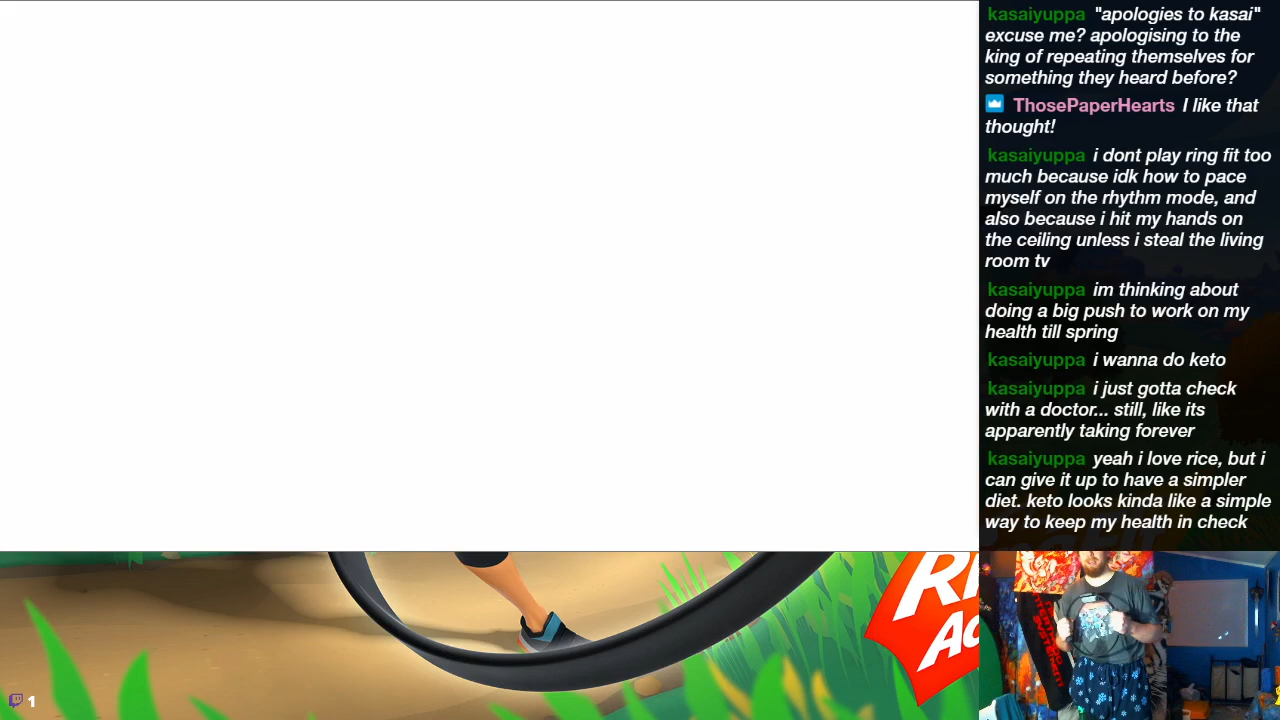 kasaiyuppa "apologies to kasai"
excuse me? apologising to the
king of repeating themselves for
something they heard before?
ThosePaperHearts I like that
thought!
kasaiyuppa i dont play ring fit too
much because idk how to pace
myself on the rhythm mode, and
also because i hit my hands on
the ceiling unless i steal the living
room tv
kasaiyuppa im thinking about
doing a big push to work on my
health till spring
kasaiyuppa i wanna do keto
kasaiyuppa i just gotta check
with a doctor... still, like its
apparently taking forever
kasaiyuppa yeah i love rice, but i
can give it up to have a simpler
diet. keto looks kinda like a simple
way to keep my health in check
1